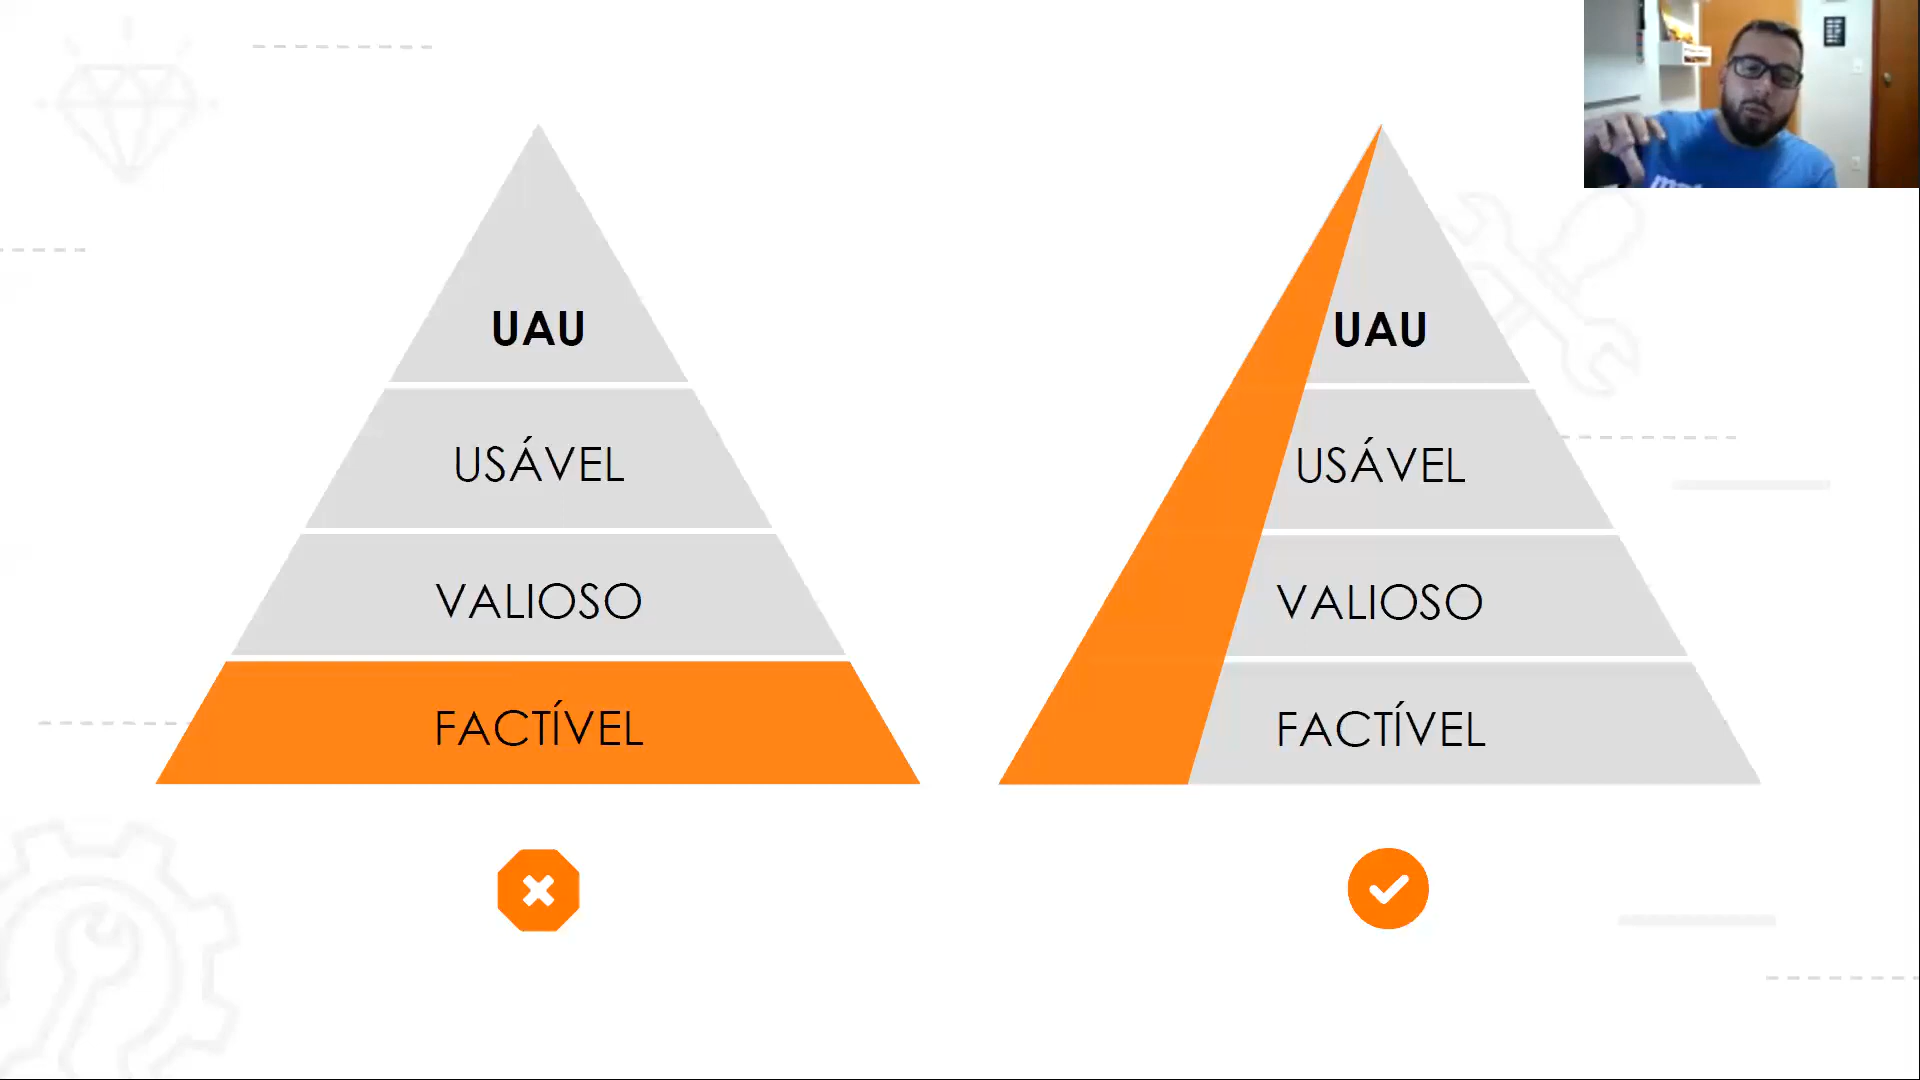 UAU
USÁVEL
VALIOSO
FACTÍVEL
UAU
USÁVEL
VALIOSO
FACTÍVEL